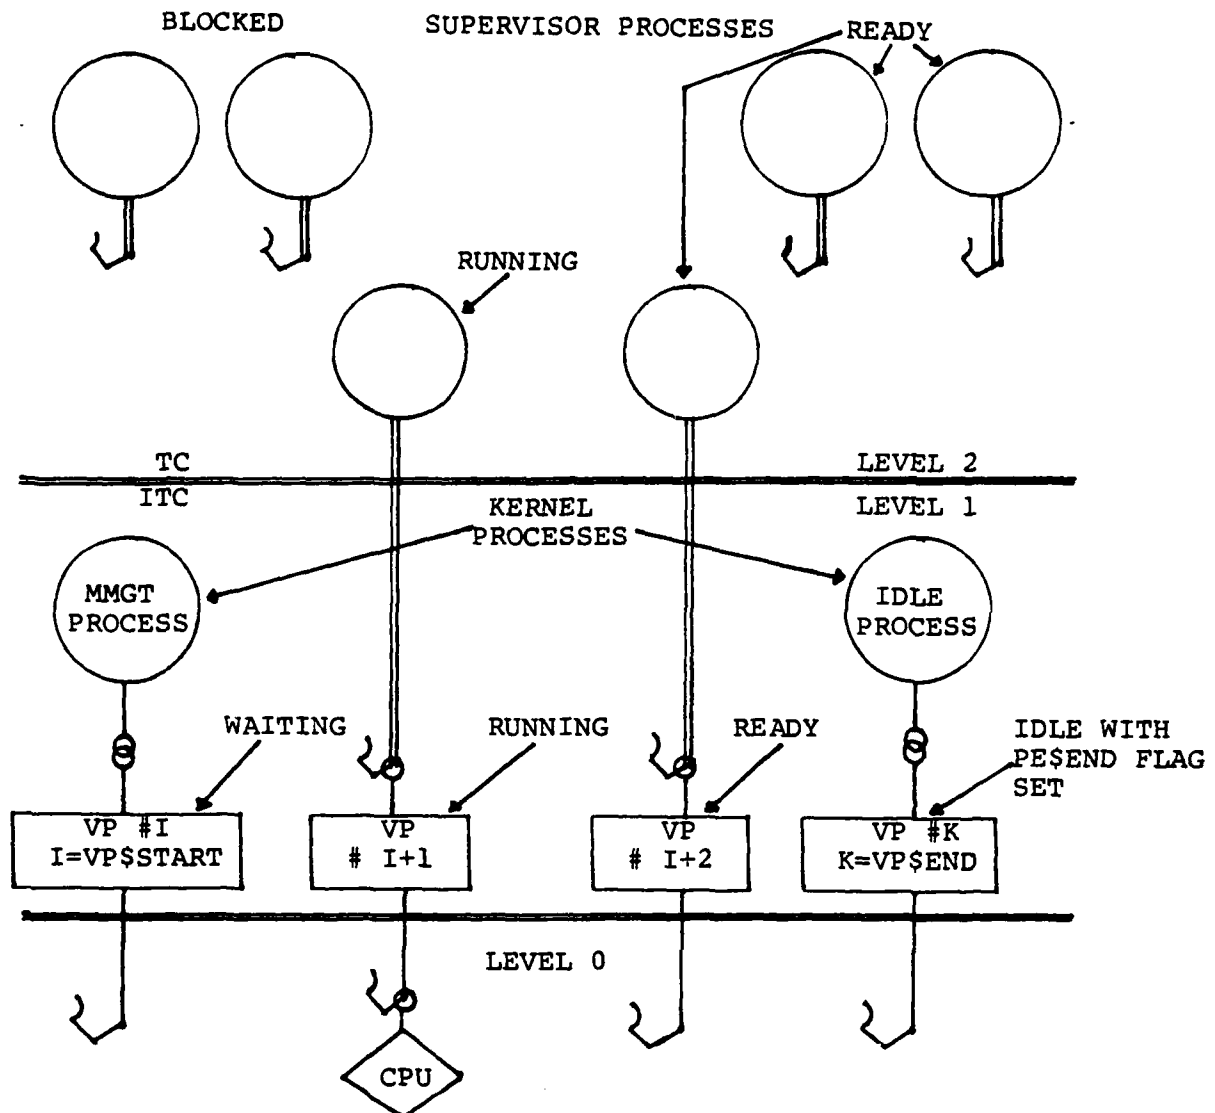 BLOCKED
SUPERVISOR PROCESSES
READY
RUNNING
TC
LEVEL 2
ITC
LEVEL 1
KERNEL
PROCESSES
MMGT
PROCESS
IDLE
PROCESS
WAITING
RUNNING
READY
IDLE WITH
PE$END FLAG
SET
VP #I
I=VP$START
VP
# I+1
VP
# I+2
VP #K
K=VP$END
LEVEL 0
CPU